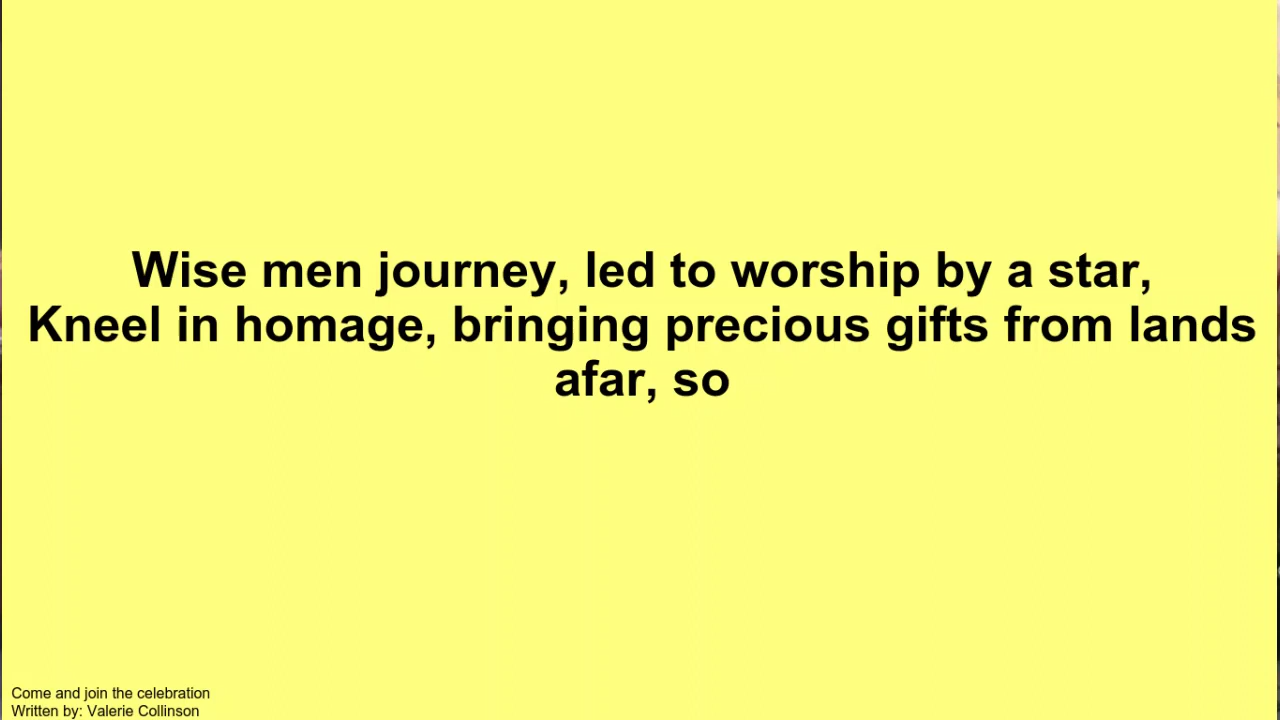 Wise men journey, led to worship by a star,
Kneel in homage, bringing precious gifts from lands
afar, so
Come and join the celebration
Written by: Valerie Collinson